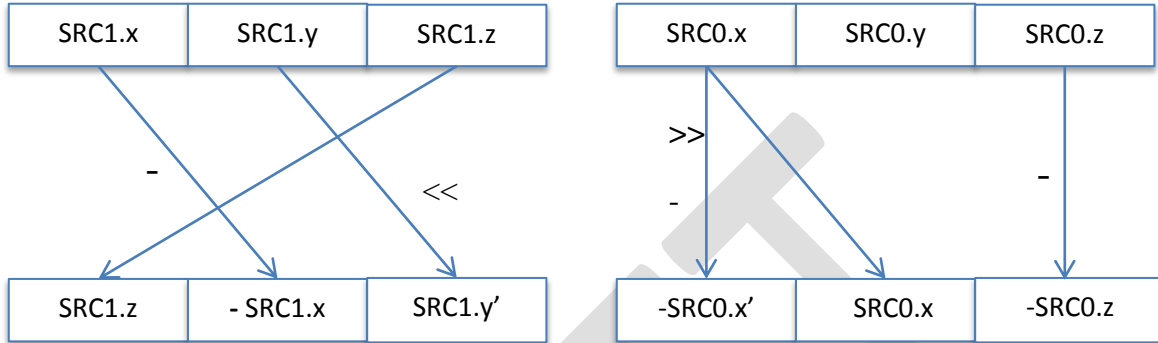 SRC1.x SRC1.y SRC1.z SRC0.x SRC0.y SRC0.z
>>
- -
<<
-
SRC1.z - SRC1.x SRC1.y’ -SRC0.x’ SRC0.x -SRC0.z